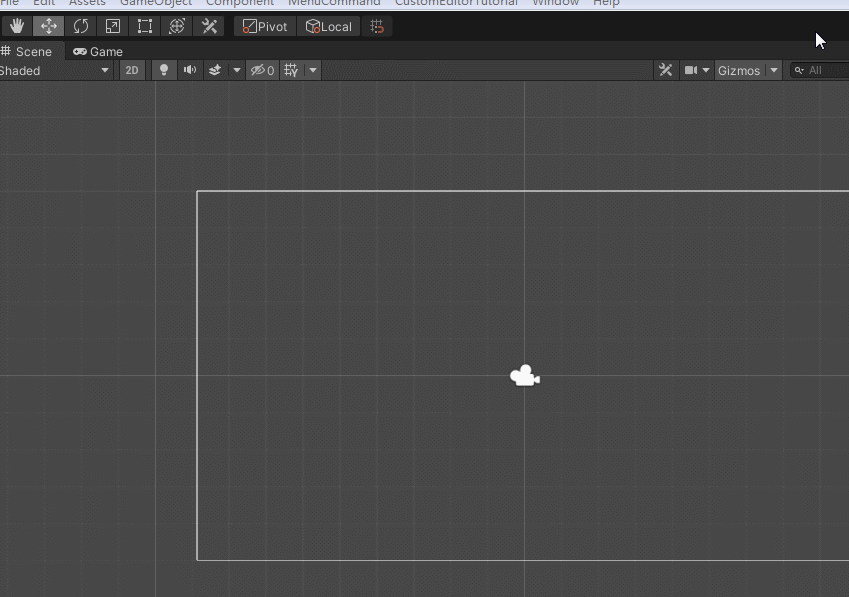 File Edit Assets GameObject Component MenuCommand CustomEditorTutorial Window Help
Pivot Local
Scene Game
Shaded 2D 0 Gizmos All